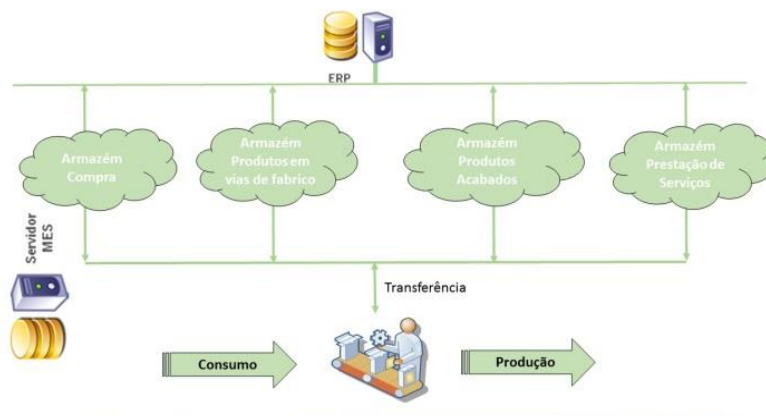 ERP
Armazém
Compra
Armazém
Produtos em
vias de fabrico
Armazém
Produtos
Acabados
Armazém
Prestação de
Serviços
Servidor
MES
Transferência
Consumo
Produção